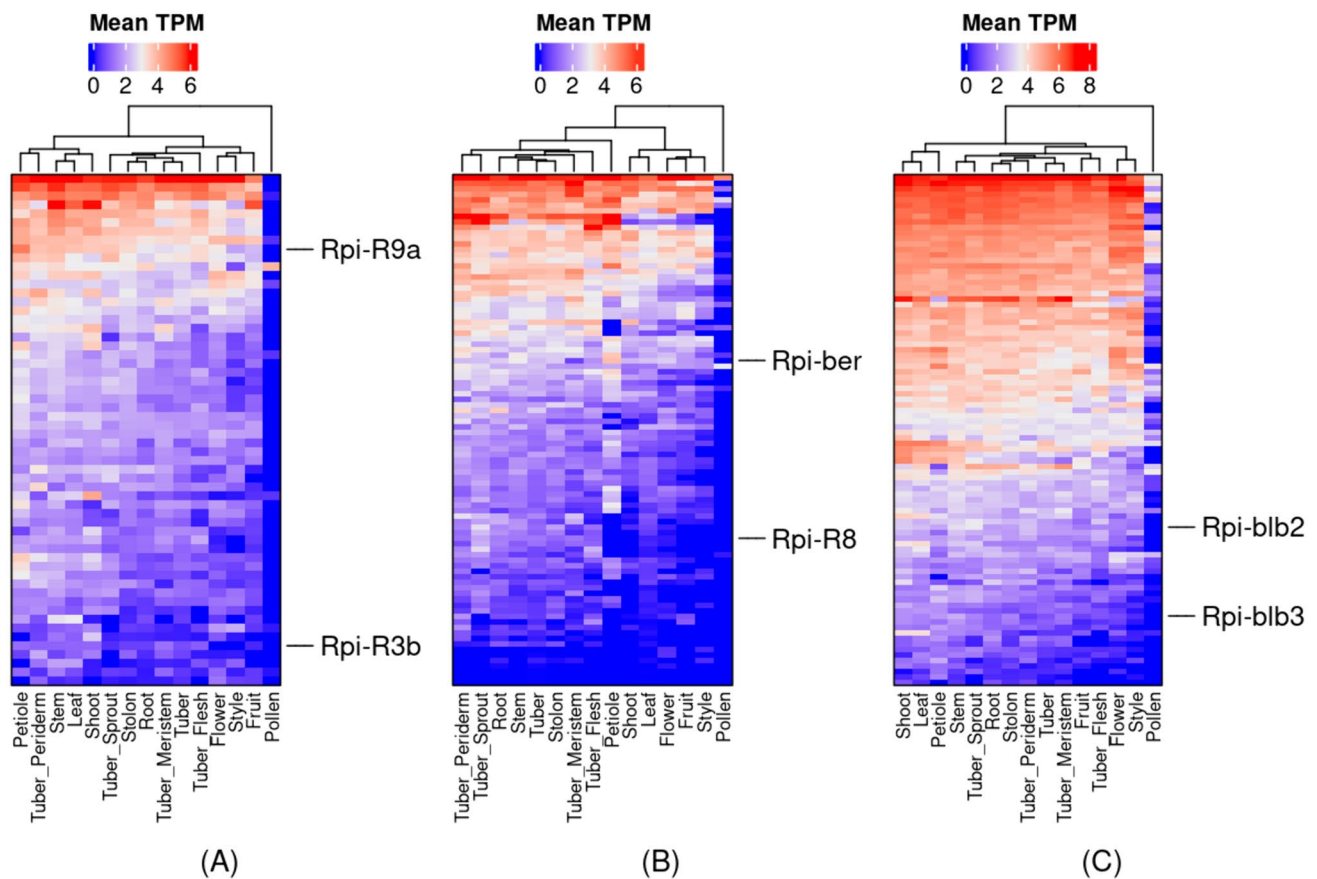 Mean TPM
0 2 4 6
Rpi-R9a
Rpi-R3b
Petiole
Tuber_Periderm
Stem
Leaf
Shoot
Tuber_Sprout
Stolon
Root
Tuber_Meristem
Tuber
Tuber_Flesh
Flower
Style
Fruit
Pollen
(A)
Mean TPM
0 2 4 6
Rpi-ber
Rpi-R8
Tuber_Periderm
Tuber_Sprout
Root
Stem
Tuber
Stolon
Tuber_Meristem
Tuber_Flesh
Petiole
Shoot
Leaf
Flower
Fruit
Style
Pollen
(B)
Mean TPM
0 2 4 6 8
Rpi-blb2
Rpi-blb3
Shoot
Leaf
Petiole
Stem
Tuber_Sprout
Root
Stolon
Tuber_Periderm
Tuber
Tuber_Meristem
Fruit
Tuber_Flesh
Flower
Style
Pollen
(C)